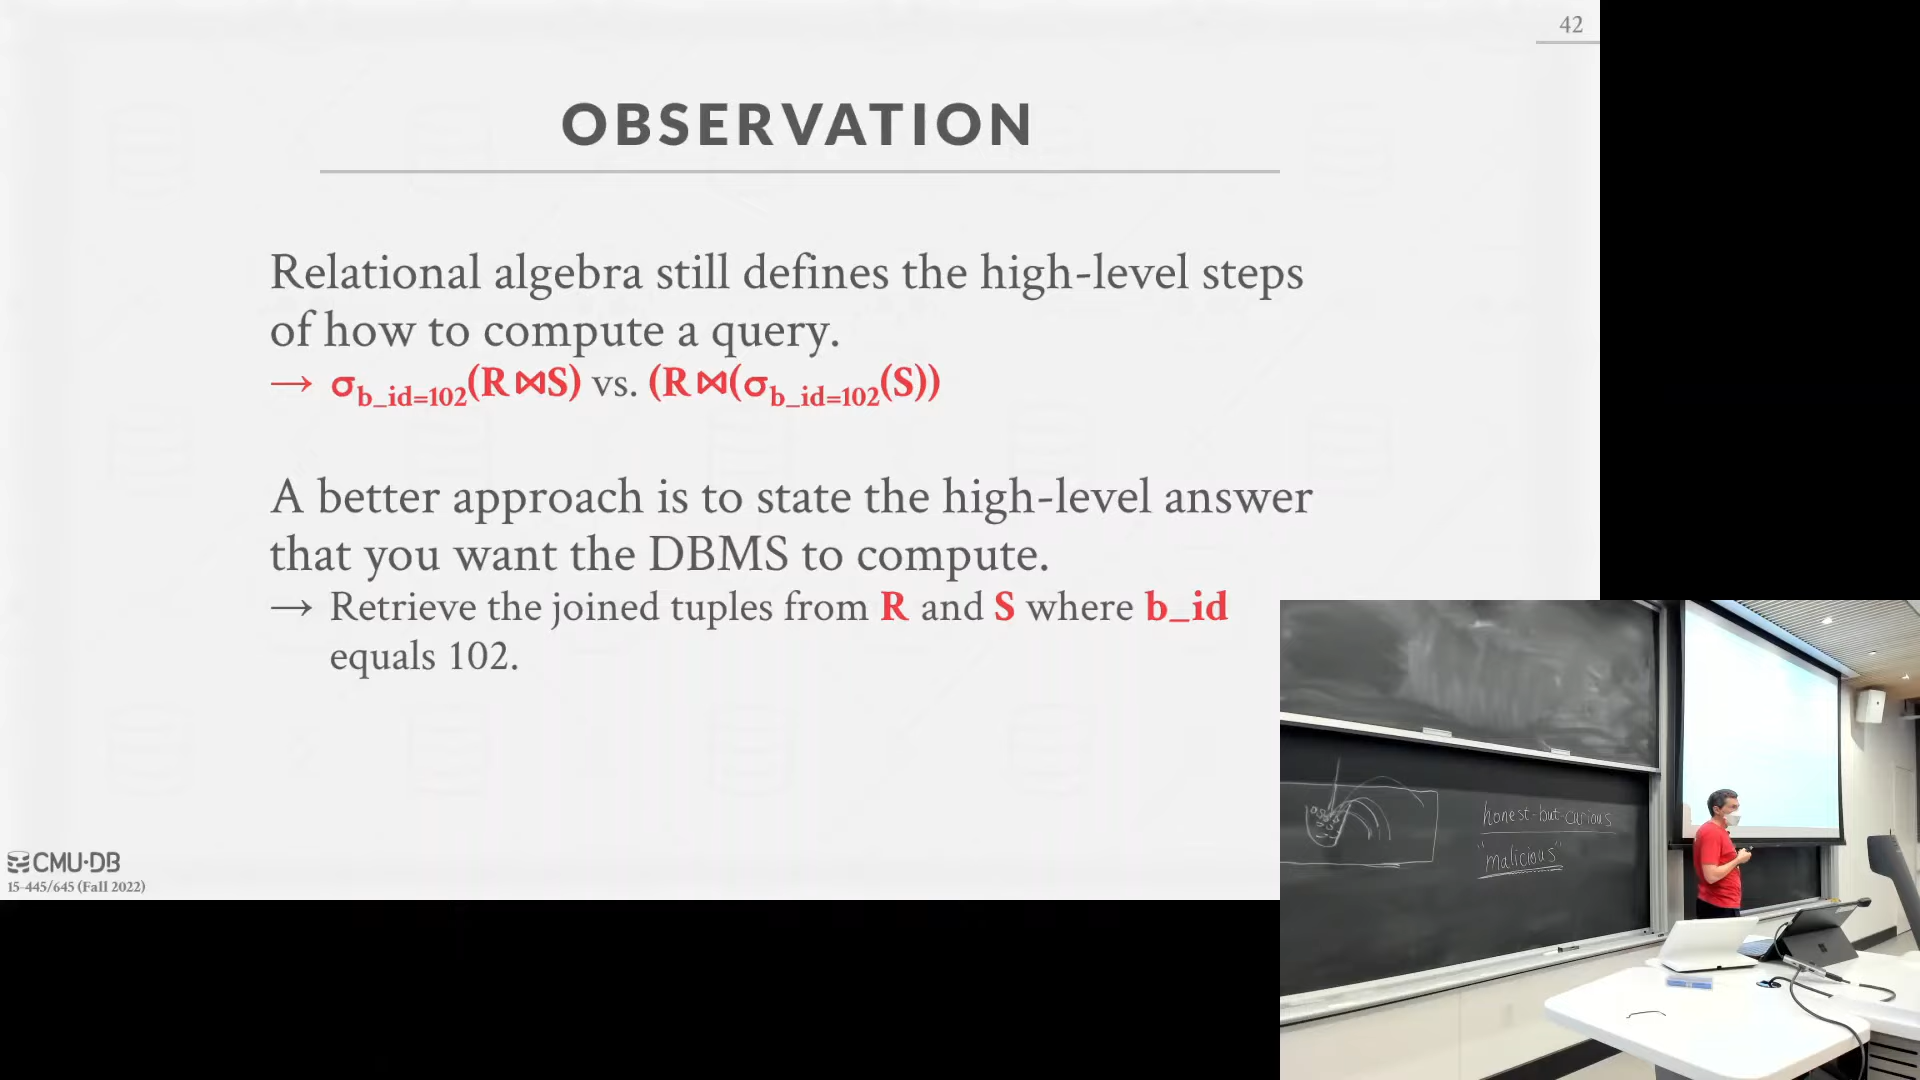 42
OBSERVATION
Relational algebra still defines the high-level steps
of how to compute a query.
→ σb_id=102(R⋈S) vs. (R⋈(σb_id=102(S))
A better approach is to state the high-level answer
that you want the DBMS to compute.
→ Retrieve the joined tuples from R and S where b_id
equals 102.
CMU·DB
15-445/645 (Fall 2022)
honest-but-curious
"malicious"